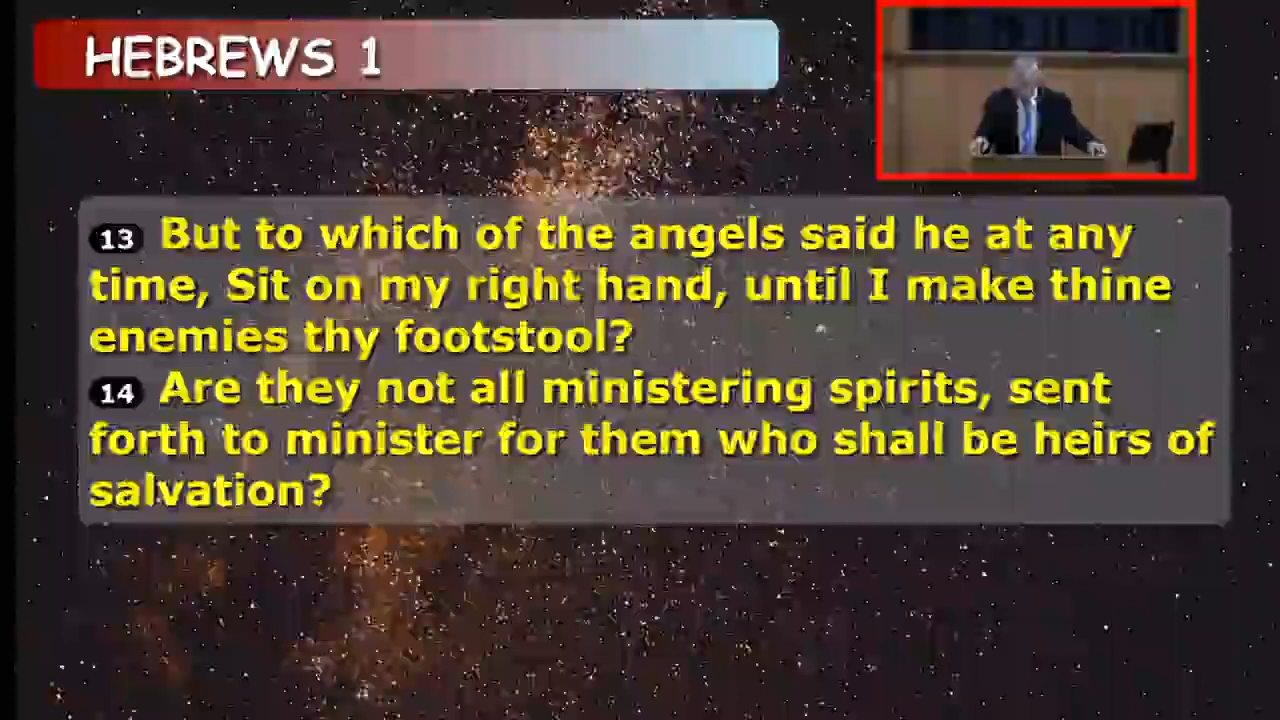 HEBREWS 1
13 But to which of the angels said he at any
time, Sit on my right hand, until I make thine
enemies thy footstool?
14 Are they not all ministering spirits, sent
forth to minister for them who shall be heirs of
salvation?